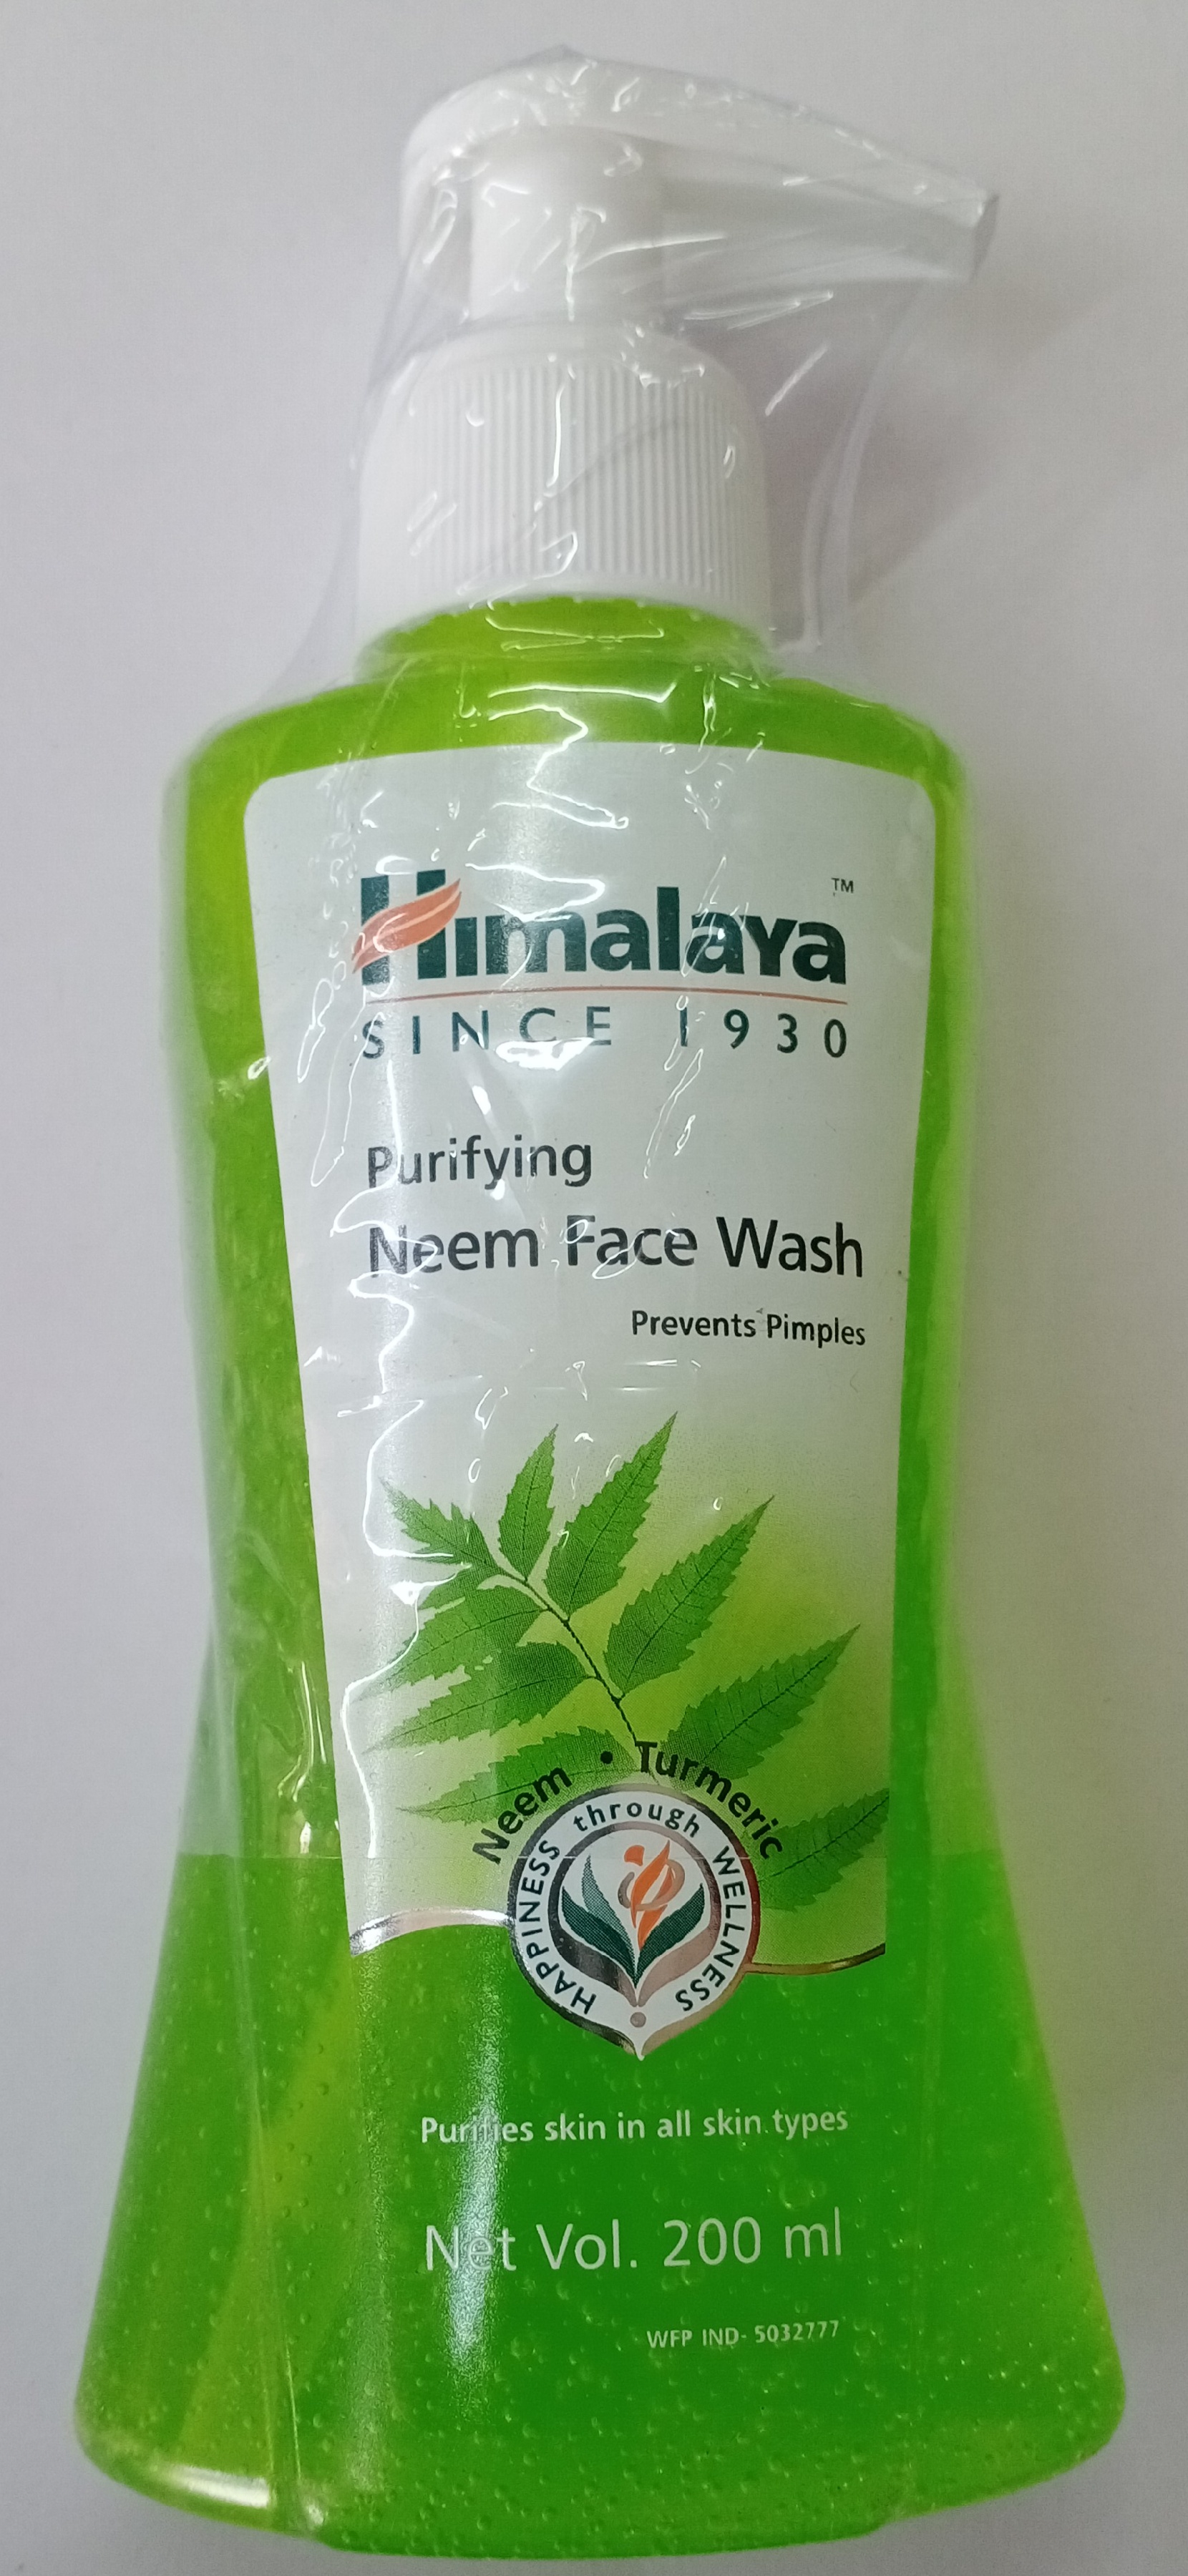 Himalaya™
SINCE 1930
Purifying
Neem Face Wash
Prevents Pimples
Neem • Turmeric
HAPPINESS through WELLNESS
Purifies skin in all skin types
Net Vol. 200 ml
WFP IND- 5032777